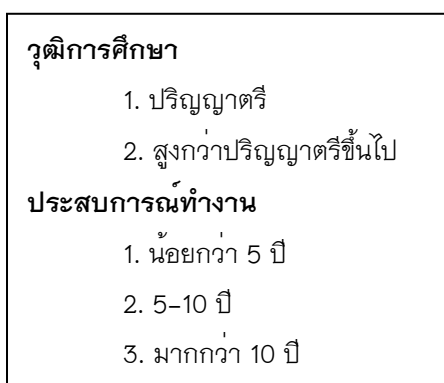 วุฒิการศึกษา
1. ปริญญาตรี
2. สูงกว่าปริญญาตรีขึ้นไป
ประสบการณ์ทำงาน
1. น้อยกว่า 5 ปี
2. 5–10 ปี
3. มากกว่า 10 ปี